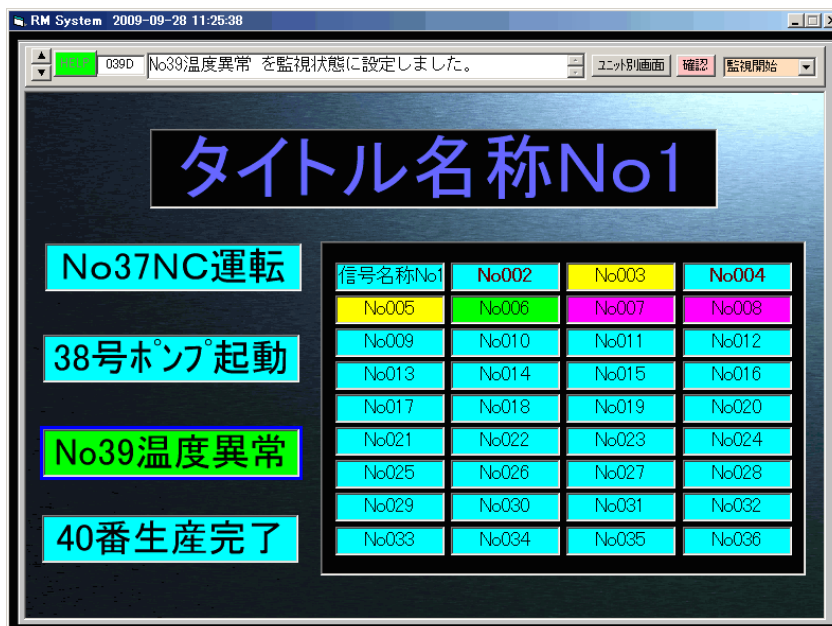 RM System 2009-09-28 11:25:38
HELP 039D No39温度異常 を監視状態に設定しました。 ﾕﾆｯﾄ別画面 確認 監視開始
タイトル名称No1
No37NC運転
38号ﾎﾟﾝﾌﾟ起動
No39温度異常
40番生産完了
信号名称No1 No002 No003 No004
No005 No006 No007 No008
No009 No010 No011 No012
No013 No014 No015 No016
No017 No018 No019 No020
No021 No022 No023 No024
No025 No026 No027 No028
No029 No030 No031 No032
No033 No034 No035 No036